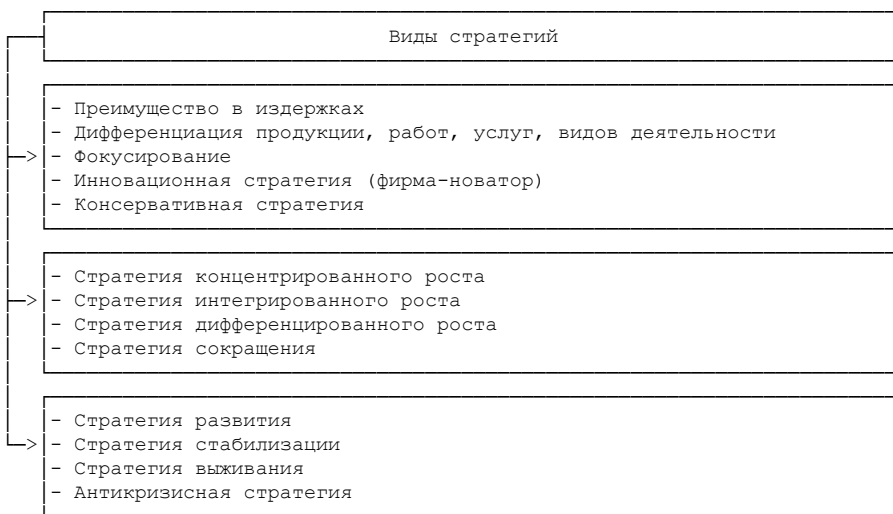 Виды стратегий
- Преимущество в издержках
- Дифференциация продукции, работ, услуг, видов деятельности
- Фокусирование
- Инновационная стратегия (фирма-новатор)
- Консервативная стратегия
- Стратегия концентрированного роста
- Стратегия интегрированного роста
- Стратегия дифференцированного роста
- Стратегия сокращения
- Стратегия развития
- Стратегия стабилизации
- Стратегия выживания
- Антикризисная стратегия